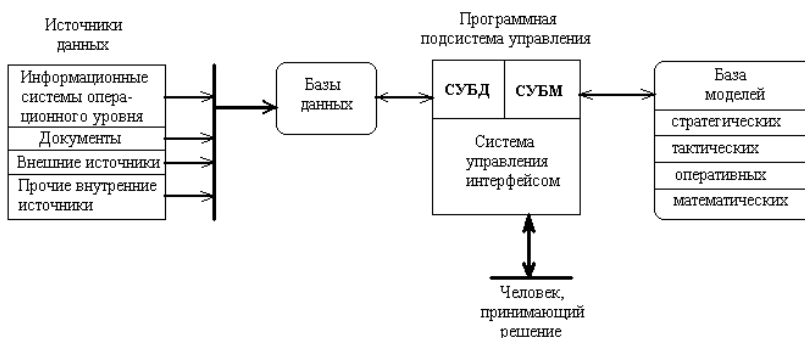 Источники
данных
Информационные
системы опера-
ционного уровня
Документы
Внешние источники
Прочие внутренние
источники
Базы
данных
Программная
подсистема управления
СУБД
СУБМ
Система
управления
интерфейсом
База
моделей
стратегических
тактических
оперативных
математических
Человек,
принимающий
решение